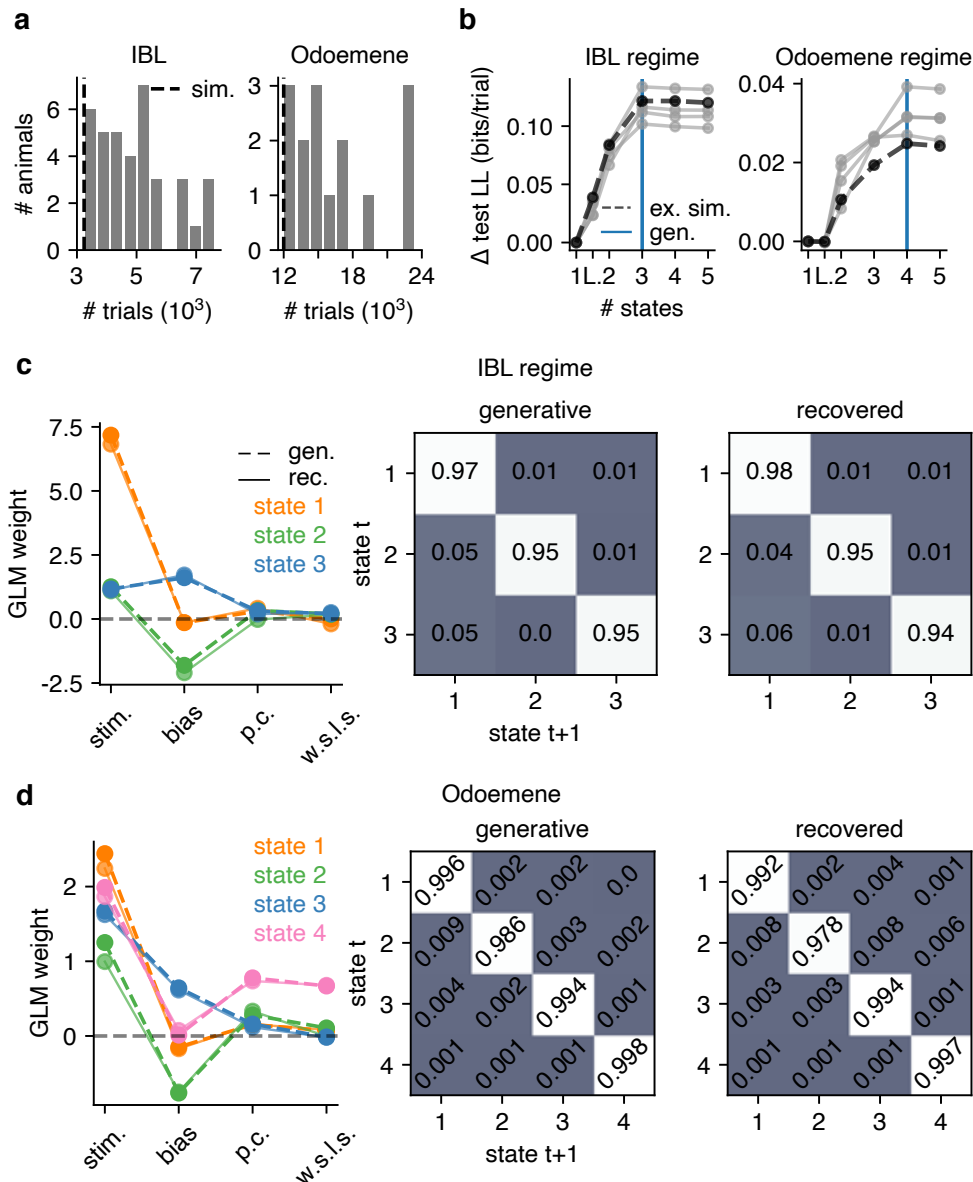 a
IBL
Odoemene
sim.
# animals
6
4
2
0
3
2
1
0
3 5 7
12 18 24
# trials (10³)
# trials (10³)
b
IBL regime
Odoemene regime
Δ test LL (bits/trial)
0.10
0.05
0.00
0.04
0.02
0.00
ex. sim.
gen.
1L.2 3 4 5
1L.2 3 4 5
# states
c
IBL regime
generative
recovered
GLM weight
7.5
5.0
2.5
0.0
-2.5
gen.
rec.
state 1
state 2
state 3
stim. bias p.c. w.s.l.s.
state t
1 0.97 0.01 0.01
2 0.05 0.95 0.01
3 0.05 0.0 0.95
1 2 3
state t+1
1 0.98 0.01 0.01
2 0.04 0.95 0.01
3 0.06 0.01 0.94
1 2 3
d
Odoemene
generative
recovered
GLM weight
2
1
0
state 1
state 2
state 3
state 4
stim. bias p.c. w.s.l.s.
state t
1 0.996 0.002 0.002 0.0
2 0.009 0.986 0.003 0.002
3 0.004 0.002 0.994 0.001
4 0.001 0.001 0.001 0.998
1 2 3 4
state t+1
1 0.992 0.002 0.004 0.001
2 0.008 0.978 0.008 0.006
3 0.003 0.003 0.994 0.001
4 0.001 0.001 0.001 0.997
1 2 3 4